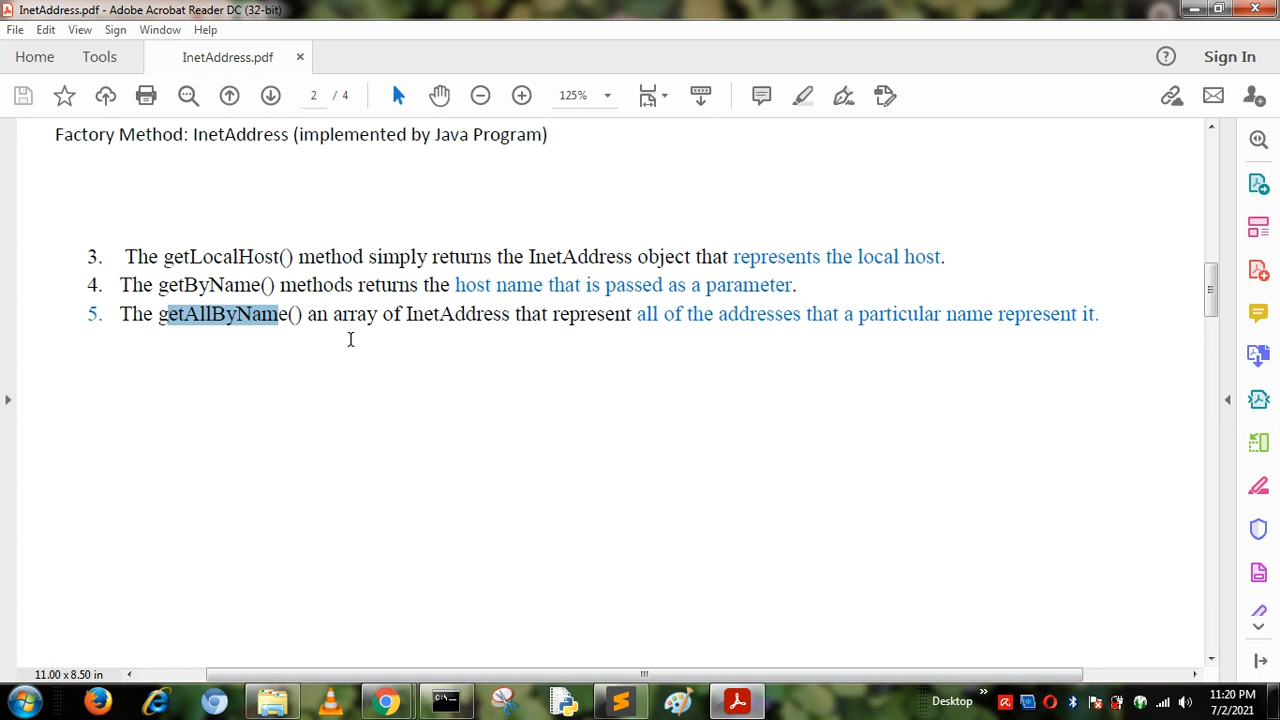 InetAddress.pdf - Adobe Acrobat Reader DC (32-bit)
File Edit View Sign Window Help
Home Tools InetAddress.pdf × Sign In
2 / 4 125%
Factory Method: InetAddress (implemented by Java Program)
3. The getLocalHost() method simply returns the InetAddress object that represents the local host.
4. The getByName() methods returns the host name that is passed as a parameter.
5. The getAllByName() an array of InetAddress that represent all of the addresses that a particular name represent it.
11.00 x 8.50 in
Desktop
11:20 PM
7/2/2021